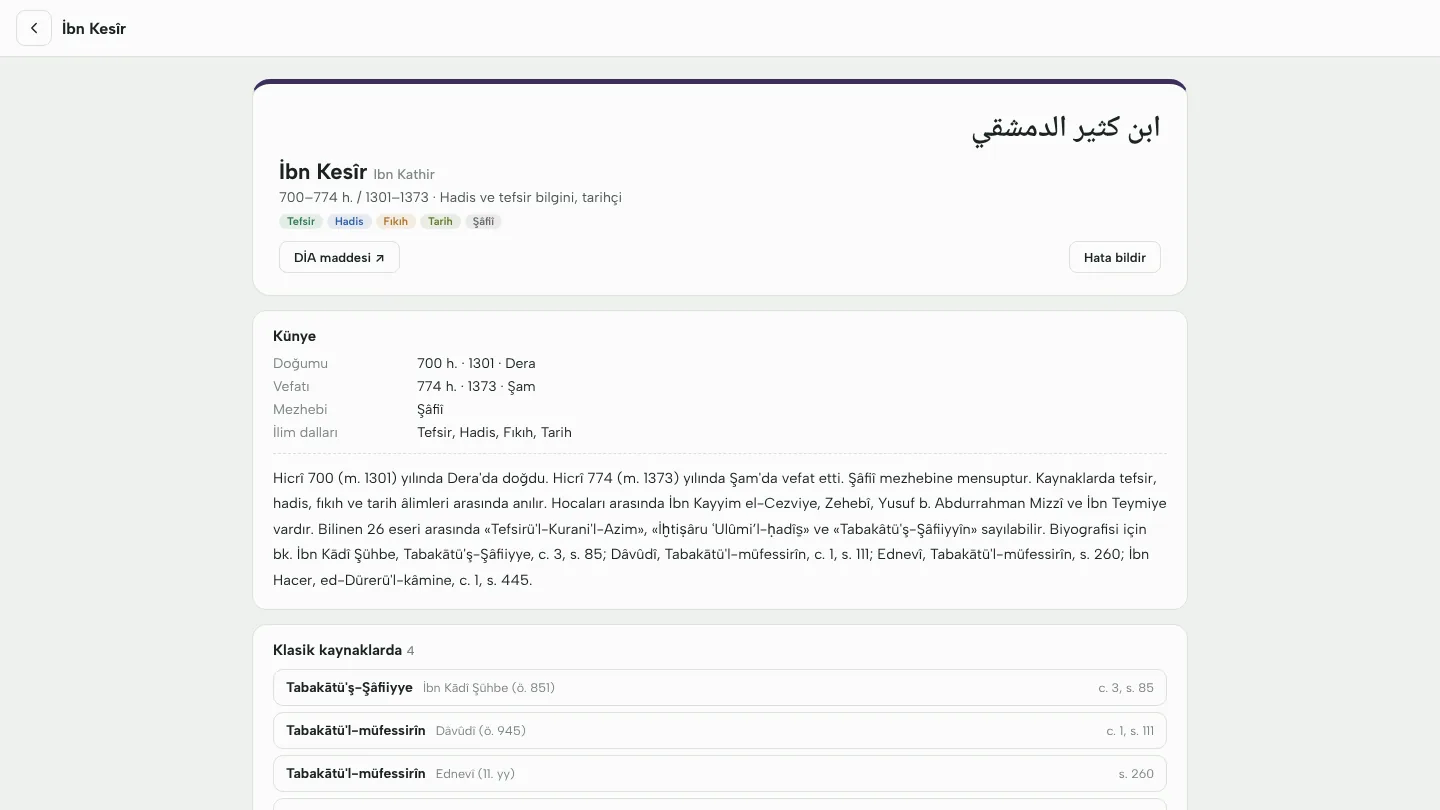 İbn Kesîr
ابن كثير الدمشقي
İbn Kesîr Ibn Kathir
700–774 h. / 1301–1373 · Hadis ve tefsir bilgini, tarihçi
Tefsir Hadis Fıkıh Tarih Şâfiî
DİA maddesi ↗ Hata bildir
Künye
Doğumu 700 h. · 1301 · Dera
Vefatı 774 h. · 1373 · Şam
Mezhebi Şâfiî
İlim dalları Tefsir, Hadis, Fıkıh, Tarih
Hicrî 700 (m. 1301) yılında Dera'da doğdu. Hicrî 774 (m. 1373) yılında Şam'da vefat etti. Şâfiî mezhebine mensuptur. Kaynaklarda tefsir,
hadis, fıkıh ve tarih âlimleri arasında anılır. Hocaları arasında İbn Kayyim el-Cezviye, Zehebî, Yusuf b. Abdurrahman Mizzî ve İbn Teymiye
vardır. Bilinen 26 eseri arasında «Tefsirü'l-Kurani'l-Azim», «İḫtiṣâru ʿUlûmi’l-ḥadîs̱» ve «Tabakâtü'ş-Şâfiiyyîn» sayılabilir. Biyografisi için
bk. İbn Kādî Şühbe, Tabakātü'ş-Şâfiiyye, c. 3, s. 85; Dâvûdî, Tabakātü'l-müfessirîn, c. 1, s. 111; Ednevî, Tabakātü'l-müfessirîn, s. 260; İbn
Hacer, ed-Dürerü'l-kâmine, c. 1, s. 445.
Klasik kaynaklarda 4
Tabakātü'ş-Şâfiiyye İbn Kādî Şühbe (ö. 851) c. 3, s. 85
Tabakātü'l-müfessirîn Dâvûdî (ö. 945) c. 1, s. 111
Tabakātü'l-müfessirîn Ednevî (11. yy) s. 260